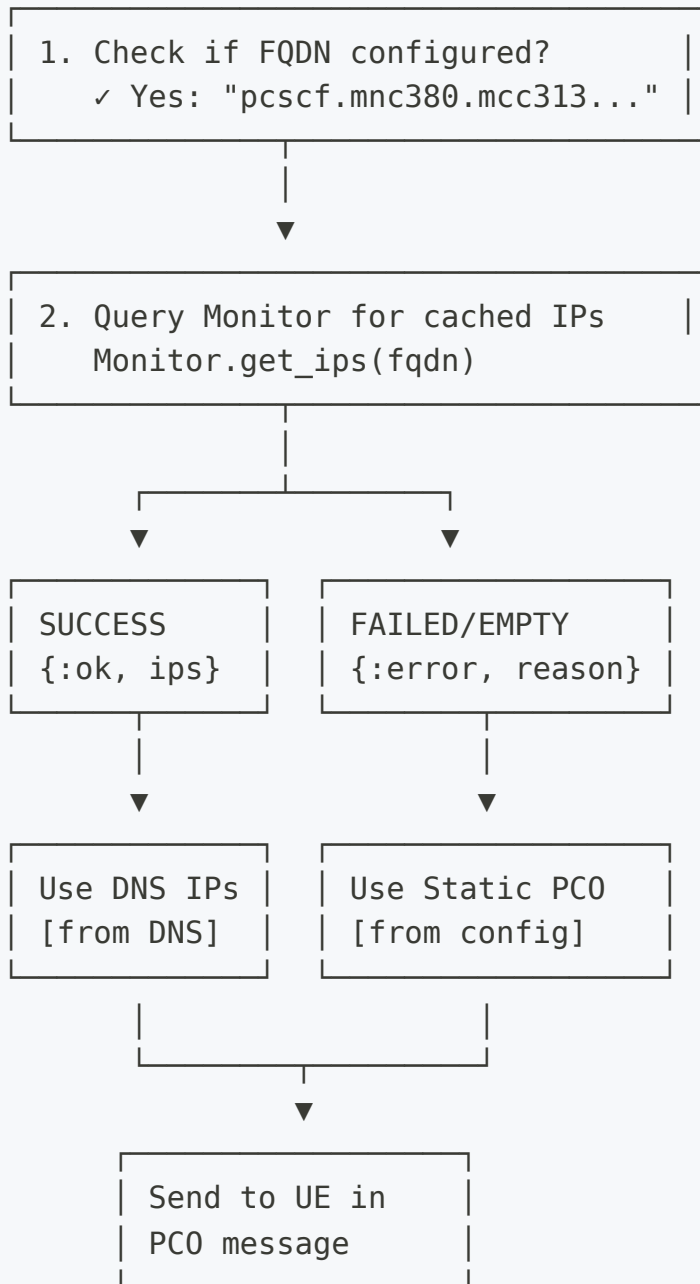 1. Check if FQDN configured?
✓ Yes: "pcscf.mnc380.mcc313..."
▼
2. Query Monitor for cached IPs
Monitor.get_ips(fqdn)
▼ ▼
SUCCESS FAILED/EMPTY
{:ok, ips} {:error, reason}
▼ ▼
Use DNS IPs Use Static PCO
[from DNS] [from config]
▼
Send to UE in
PCO message